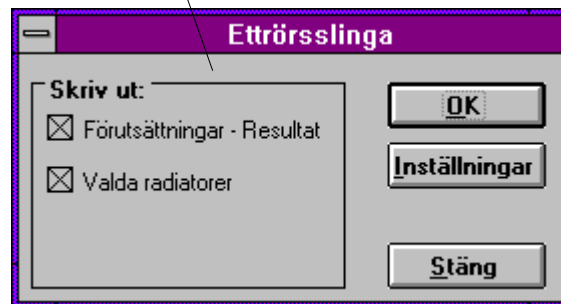 Ettrörsslinga
Skriv ut:
Förutsättningar - Resultat
Valda radiatorer
OK
Inställningar
Stäng